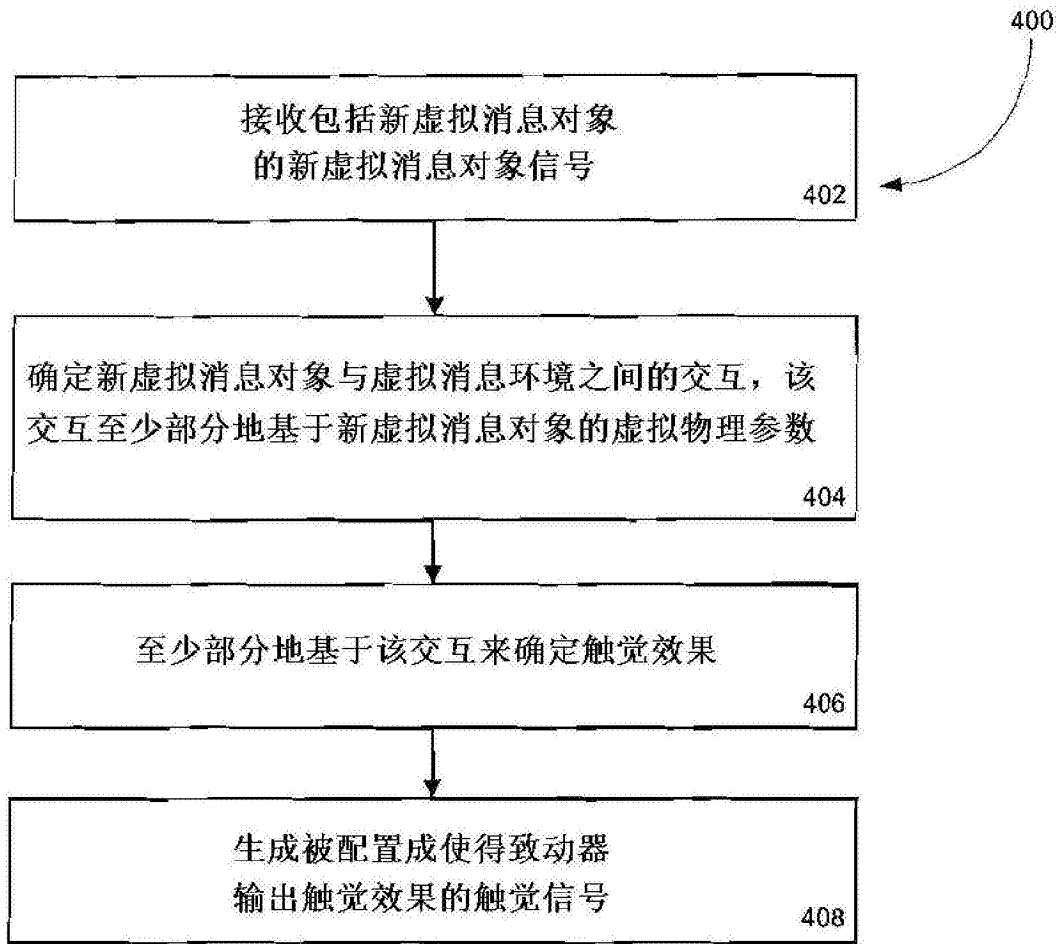 400
接收包括新虚拟消息对象
的新虚拟消息对象信号
402
确定新虚拟消息对象与虚拟消息环境之间的交互，该
交互至少部分地基于新虚拟消息对象的虚拟物理参数
404
至少部分地基于该交互来确定触觉效果
406
生成被配置成使得致动器
输出触觉效果的触觉信号
408